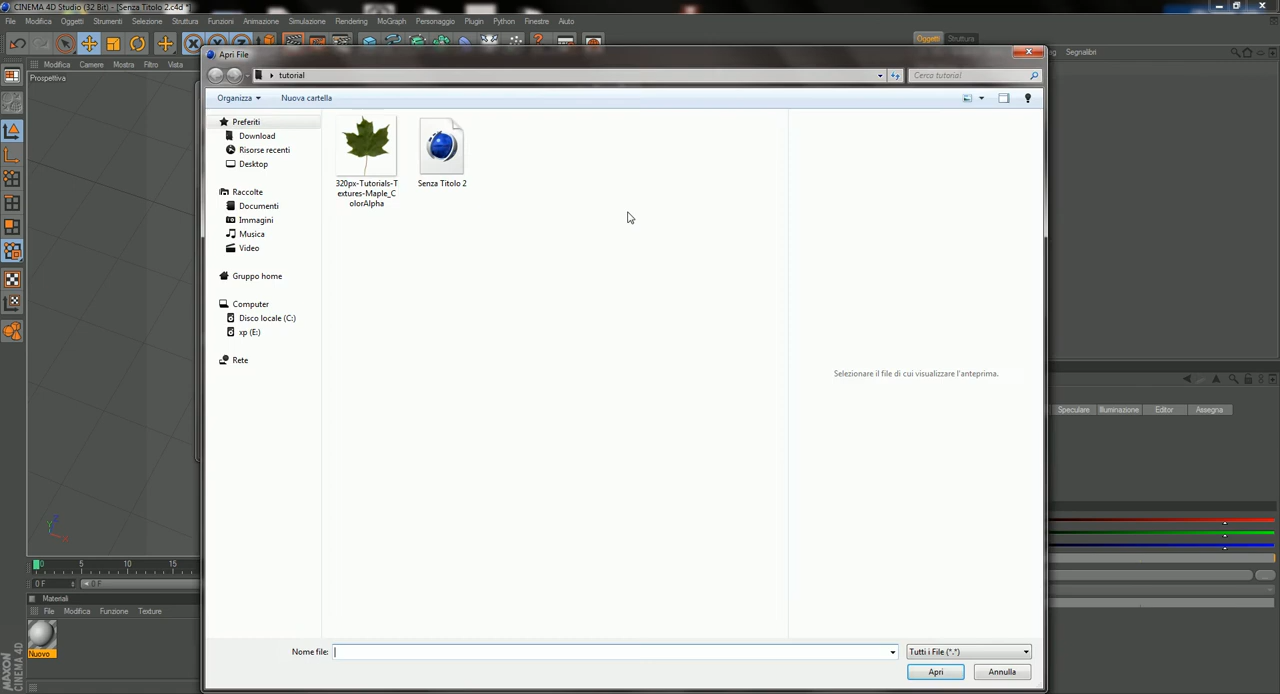 CINEMA 4D Studio (32 Bit) - [Senza Titolo 2.c4d *]
File Modifica Oggetti Strumenti Selezione Struttura Funzioni Animazione Simulazione Rendering MoGraph Personaggio Plugin Python Finestre Aiuto
Oggetti Struttura
Modifica Camere Mostra Filtro Vista
Segnalibri
Prospettiva
Apri File
tutorial
Cerca tutorial
Organizza
Nuova cartella
Preferiti
Download
Risorse recenti
Desktop
Raccolte
Documenti
Immagini
Musica
Video
Gruppo home
Computer
Disco locale (C:)
xp (E:)
Rete
320px-Tutorials-T
extures-Maple_C
olorAlpha
Senza Titolo 2
Selezionare il file di cui visualizzare l'anteprima.
Speculare Illuminazione Editor Assegna
Y
X
0 5 10 15
0 F
0 F
Materiali
File Modifica Funzione Texture
Nuovo
Nome file:
Tutti i File (*.*)
Apri
Annulla
MAXON
CINEMA 4D